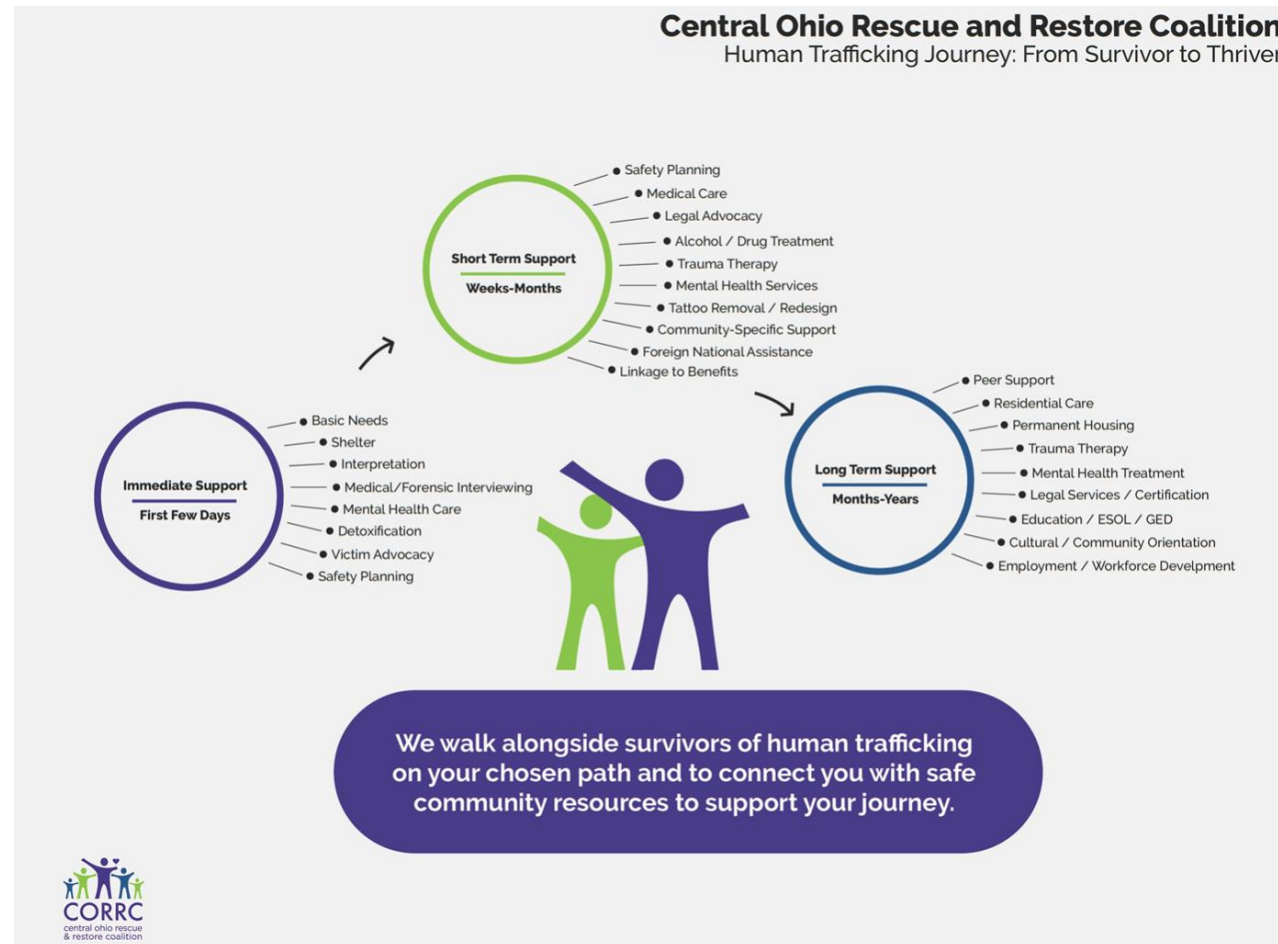 Central Ohio Rescue and Restore Coalition
Human Trafficking Journey: From Survivor to Thriver
Immediate Support
First Few Days
Basic Needs
Shelter
Interpretation
Medical/Forensic Interviewing
Mental Health Care
Detoxification
Victim Advocacy
Safety Planning
Short Term Support
Weeks-Months
Safety Planning
Medical Care
Legal Advocacy
Alcohol / Drug Treatment
Trauma Therapy
Mental Health Services
Tattoo Removal / Redesign
Community-Specific Support
Foreign National Assistance
Linkage to Benefits
Long Term Support
Months-Years
Peer Support
Residential Care
Permanent Housing
Trauma Therapy
Mental Health Treatment
Legal Services / Certification
Education / ESOL / GED
Cultural / Community Orientation
Employment / Workforce Develpment
We walk alongside survivors of human trafficking
on your chosen path and to connect you with safe
community resources to support your journey.
CORRC
central ohio rescue
& restore coalition